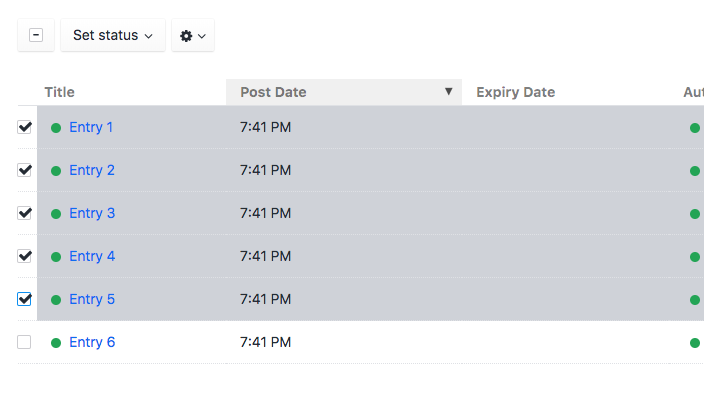 Set status
Title Post Date Expiry Date Aut
Entry 1 7:41 PM
Entry 2 7:41 PM
Entry 3 7:41 PM
Entry 4 7:41 PM
Entry 5 7:41 PM
Entry 6 7:41 PM